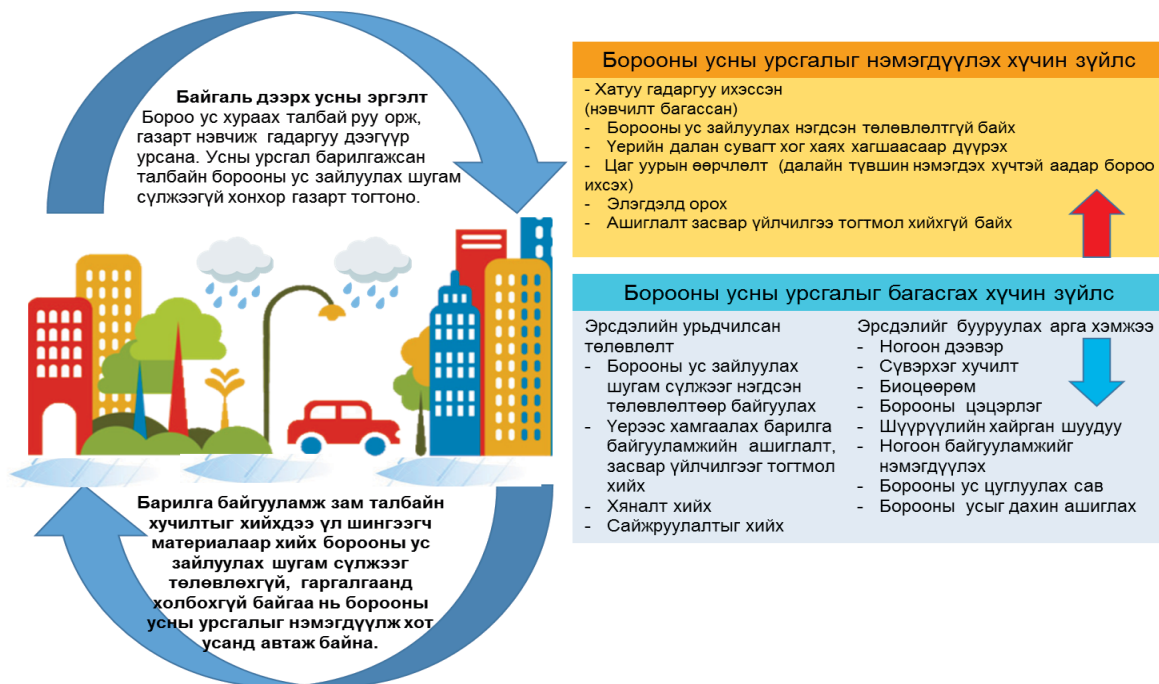 Байгаль дээрх усны эргэлт
Бороо ус хураах талбай руу орж,
газарт нэвчиж гадаргуу дээгүүр
урсана. Усны урсгал барилгажсан
талбайн борооны ус зайлуулах шугам
сүлжээгүй хонхор газарт тогтоно.
Барилга байгууламж зам талбайн
хучилтыг хийхдээ үл шингээгч
материалаар хийх борооны ус
зайлуулах шугам сүлжээг
төлөвлөхгүй, гаргалгаанд
холбохгүй байгаа нь борооны
усны урсгалыг нэмэгдүүлж хот
усанд автаж байна.
Борооны усны урсгалыг нэмэгдүүлэх хүчин зүйлс
- Хатуу гадаргуу ихэссэн
(нэвчилт багассан)
- Борооны ус зайлуулах нэгдсэн төлөвлөлтгүй байх
- Үерийн далан сувагт хог хаях хагшаасаар дүүрэх
- Цаг уурын өөрчлөлт (далайн түвшин нэмэгдэх хүчтэй аадар бороо
ихсэх)
- Элэгдэлд орох
- Ашиглалт засвар үйлчилгээ тогтмол хийхгүй байх
Борооны усны урсгалыг багасгах хүчин зүйлс
Эрсдэлийн урьдчилсан
төлөвлөлт
- Борооны ус зайлуулах
шугам сүлжээг нэгдсэн
төлөвлөлтөөр байгуулах
- Үерээс хамгаалах барилга
байгууламжийн ашиглалт,
засвар үйлчилгээг тогтмол
хийх
- Хяналт хийх
- Сайжруулалтыг хийх
Эрсдэлийг бууруулах арга хэмжээ
- Ногоон дээвэр
- Сүвэрхэг хучилт
- Биоцөөрөм
- Борооны цэцэрлэг
- Шүүрүүлийн хайрган шуудуу
- Ногоон байгууламжийг
нэмэгдүүлэх
- Борооны ус цуглуулах сав
- Борооны усыг дахин ашиглах